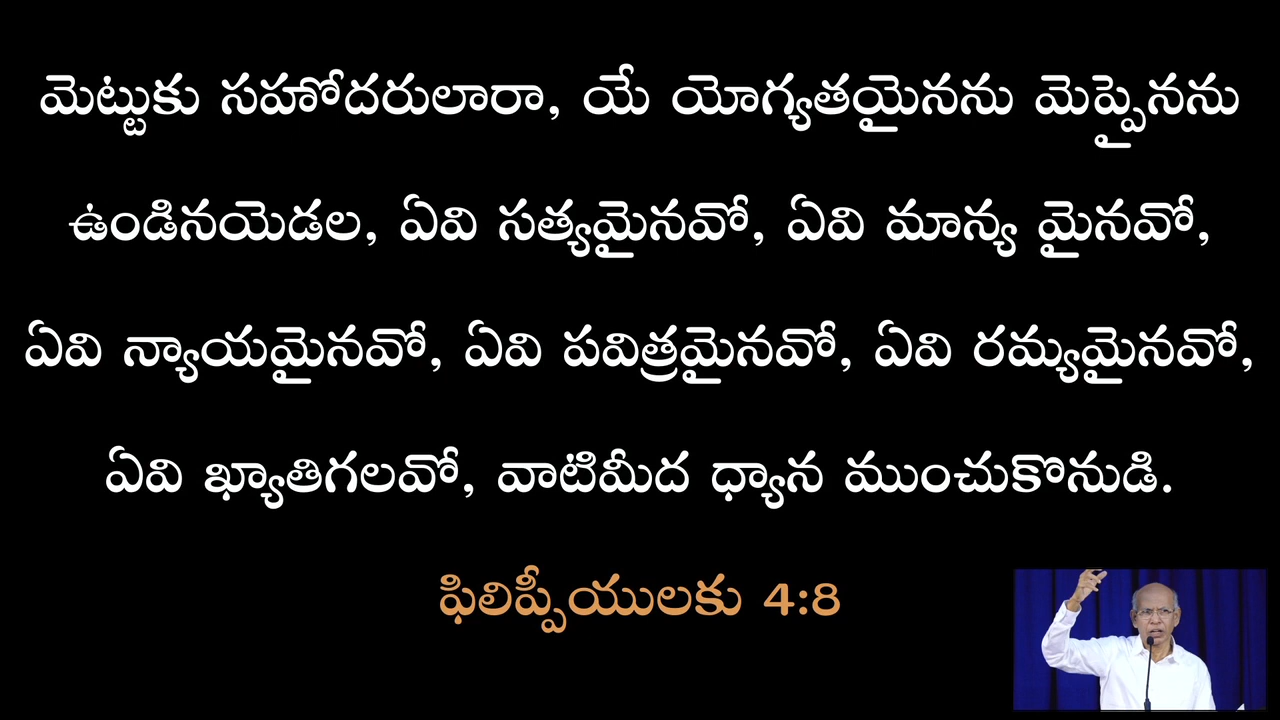 మెట్టుకు సహోదరులారా, యే యోగ్యతయైనను మెప్పైనను
ఉండినయెడల, ఏవి సత్యమైనవో, ఏవి మాన్య మైనవో,
ఏవి న్యాయమైనవో, ఏవి పవిత్రమైనవో, ఏవి రమ్యమైనవో,
ఏవి ఖ్యాతిగలవో, వాటిమీద ధ్యాన ముంచుకొనుడి.
ఫిలిప్పీయులకు 4:8